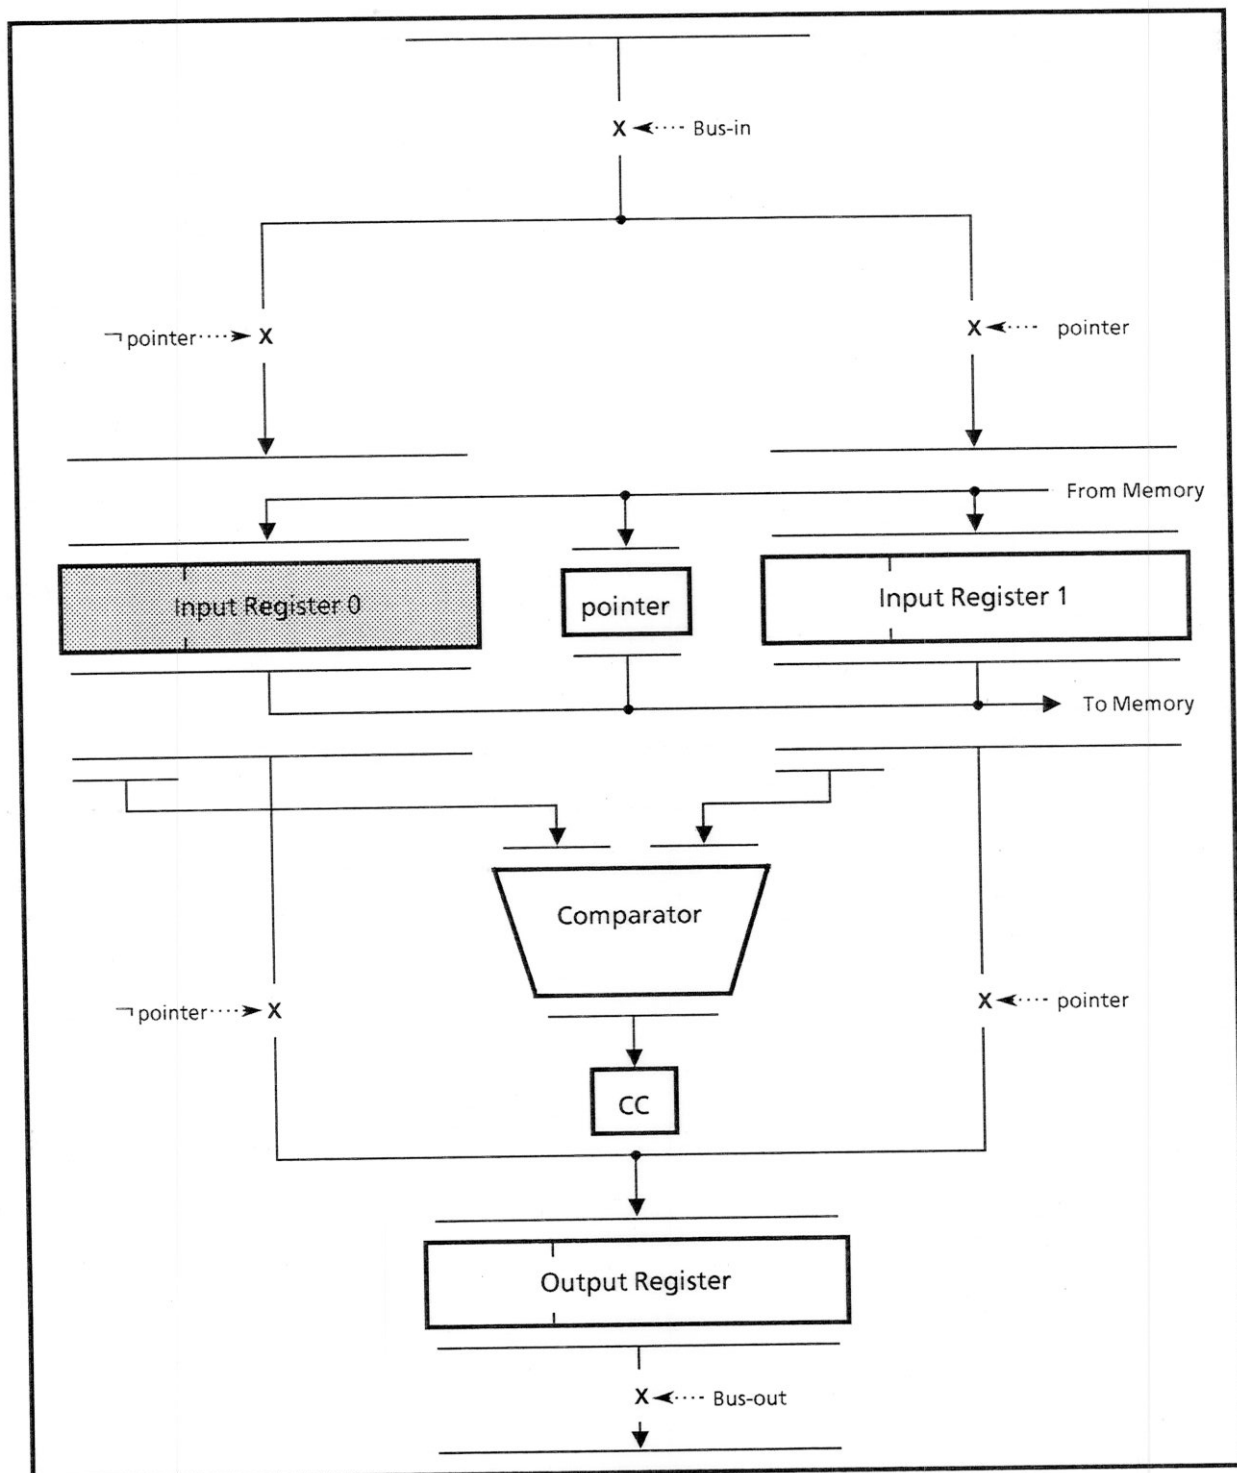 Bus-in
¬ pointer
pointer
From Memory
Input Register 0
pointer
Input Register 1
To Memory
Comparator
¬ pointer
pointer
CC
Output Register
Bus-out